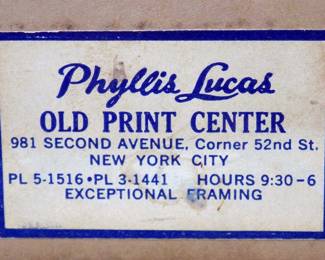 Phyllis Lucas
OLD PRINT CENTER
981 SECOND AVENUE, Corner 52nd St.
NEW YORK CITY
PL 5-1516 • PL 3-1441 HOURS 9:30-6
EXCEPTIONAL FRAMING